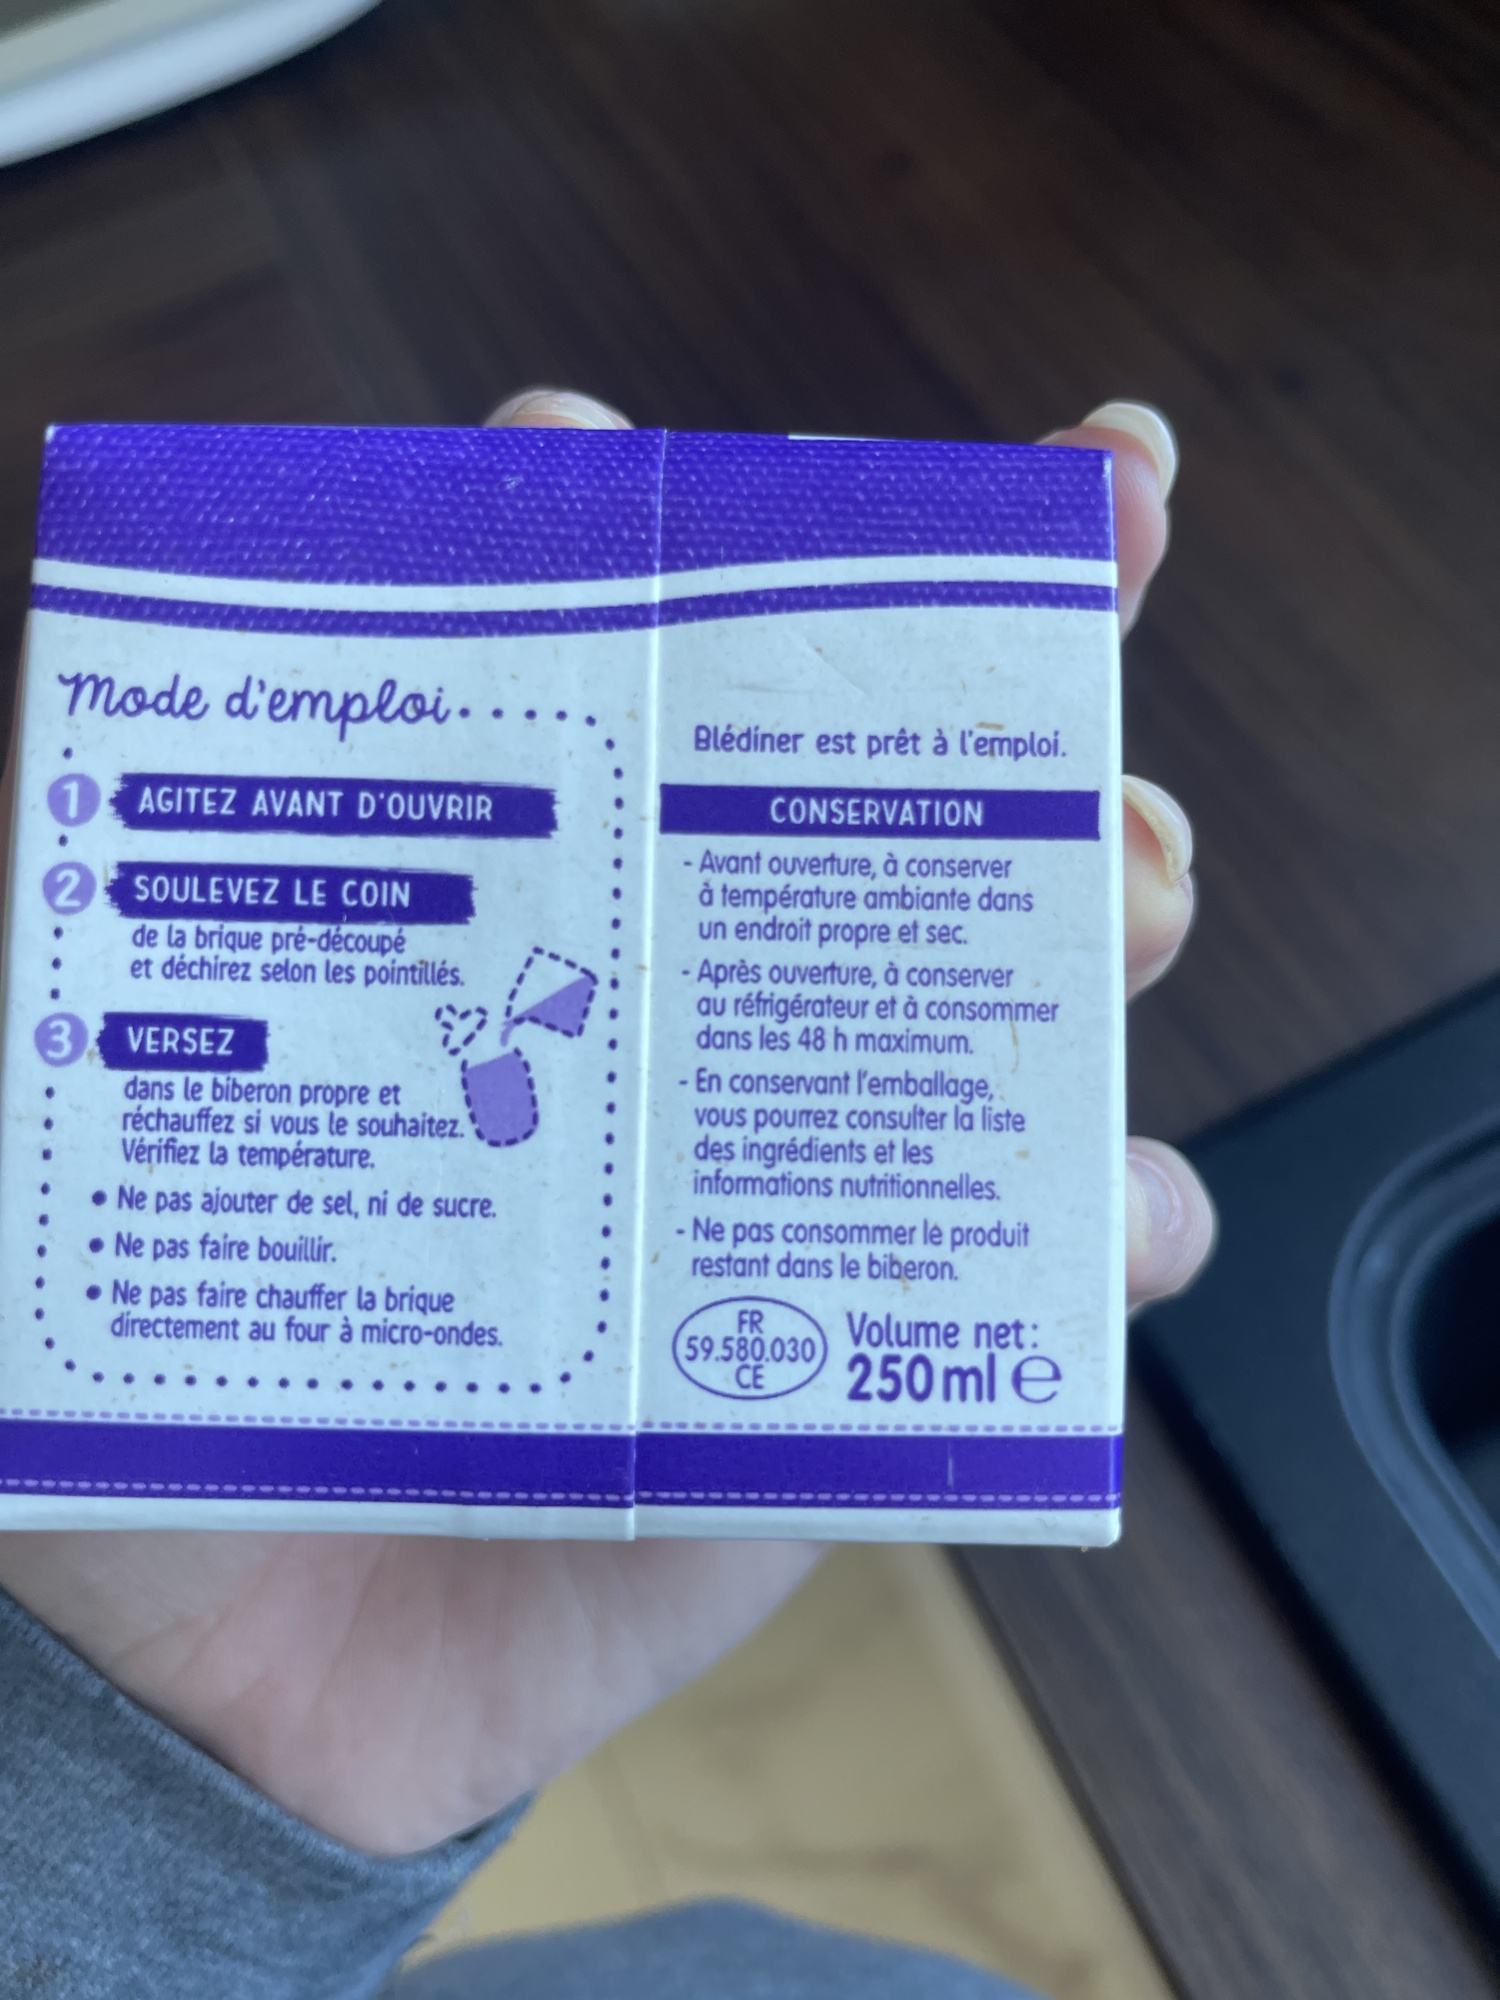 Mode d'emploi.....
1 AGITEZ AVANT D'OUVRIR
2 SOULEVEZ LE COIN
de la brique pré-découpé
et déchirez selon les pointillés.
3 VERSEZ
dans le biberon propre et
réchauffez si vous le souhaitez.
Vérifiez la température.
• Ne pas ajouter de sel, ni de sucre.
• Ne pas faire bouillir.
• Ne pas faire chauffer la brique
directement au four à micro-ondes.
Blédîner est prêt à l'emploi.
CONSERVATION
- Avant ouverture, à conserver
à température ambiante dans
un endroit propre et sec.
- Après ouverture, à conserver
au réfrigérateur et à consommer
dans les 48 h maximum.
- En conservant l'emballage,
vous pourrez consulter la liste
des ingrédients et les
informations nutritionnelles.
- Ne pas consommer le produit
restant dans le biberon.
FR
59.580.030
CE
Volume net:
250 ml e